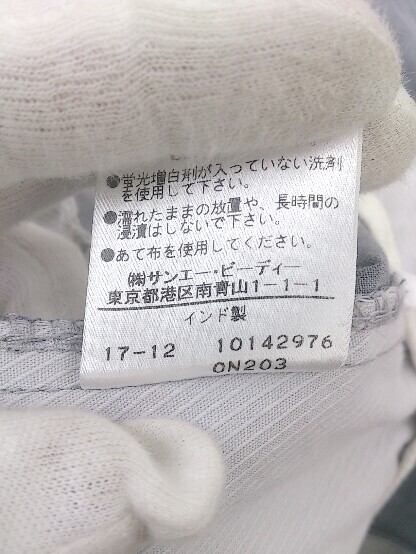 ●蛍光増白剤が入っていない洗剤
を使用して下さい。
●濡れたままの放置や、長時間の
浸漬はしないで下さい。
●あて布を使用してください。
㈱サンエー・ビーディー
東京都港区南青山1-1-1
インド製
17-12 10142976
0N203